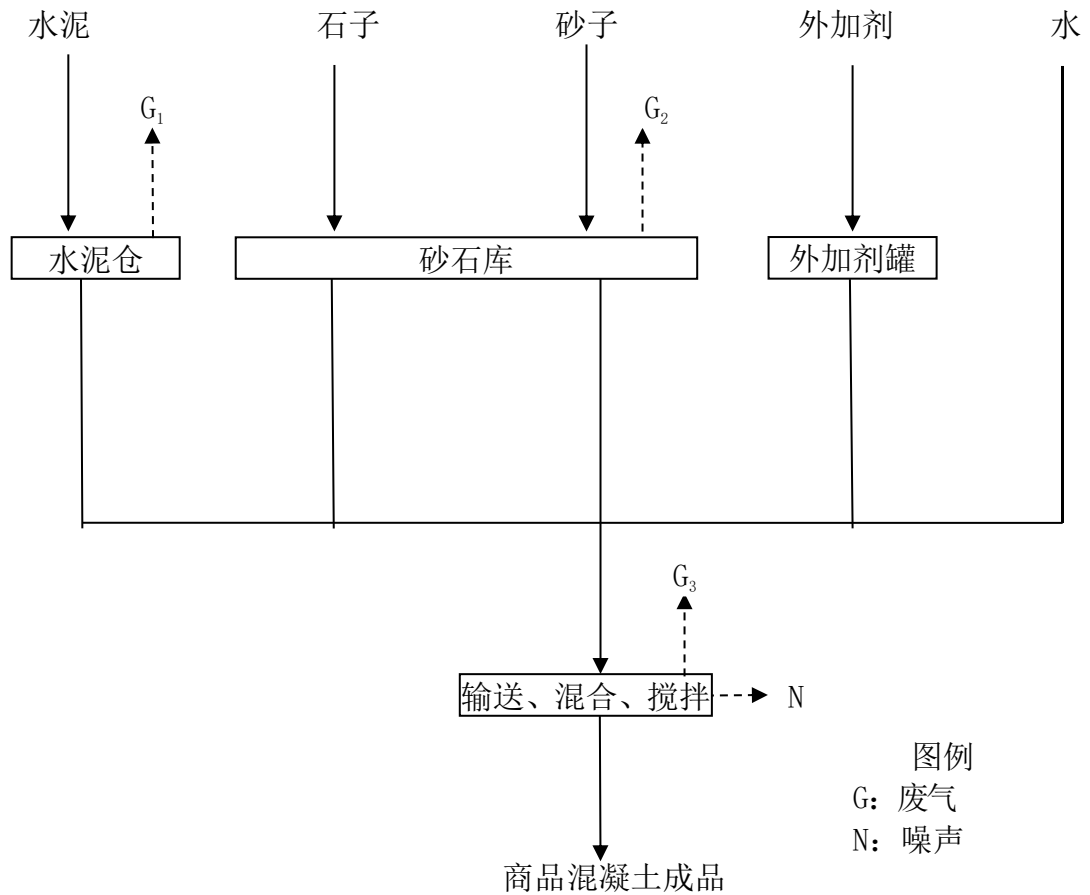 水泥
石子
砂子
外加剂
水
G₁
G₂
水泥仓
砂石库
外加剂罐
G₃
输送、混合、搅拌
N
图例
G：废气
N：噪声
商品混凝土成品